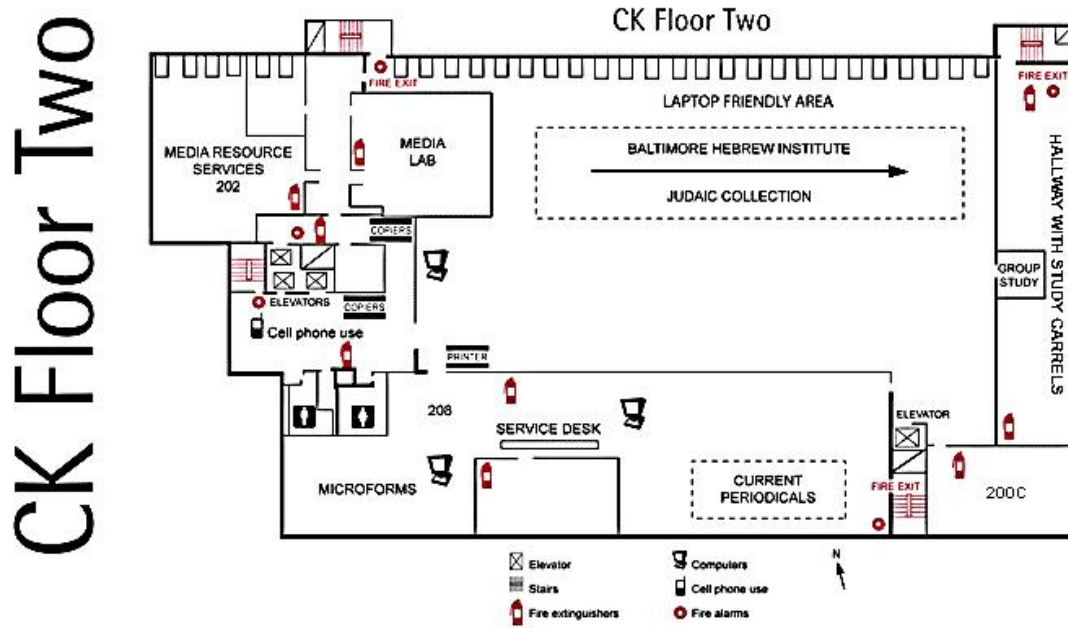 CK Floor Two
CK Floor Two
FIRE EXIT
FIRE EXIT
LAPTOP FRIENDLY AREA
MEDIA RESOURCE
SERVICES
202
MEDIA
LAB
BALTIMORE HEBREW INSTITUTE
JUDAIC COLLECTION
HALLWAY WITH STUDY CARRELS
COPIERS
GROUP
STUDY
ELEVATORS
COPIERS
Cell phone use
PRINTER
208
SERVICE DESK
ELEVATOR
MICROFORMS
CURRENT
PERIODICALS
FIRE EXIT
200C
Elevator
Stairs
Fire extinguishers
Computers
Cell phone use
Fire alarms
N